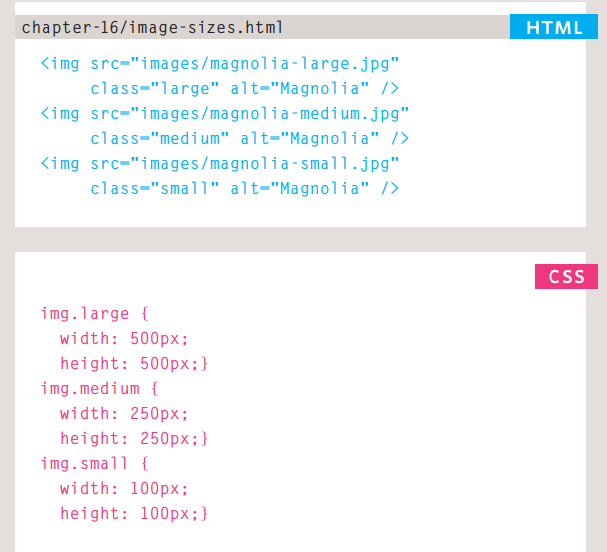 chapter-16/image-sizes.html HTML
<img src="images/magnolia-large.jpg"
class="large" alt="Magnolia" />
<img src="images/magnolia-medium.jpg"
class="medium" alt="Magnolia" />
<img src="images/magnolia-small.jpg"
class="small" alt="Magnolia" />
CSS
img.large {
width: 500px;
height: 500px;}
img.medium {
width: 250px;
height: 250px;}
img.small {
width: 100px;
height: 100px;}